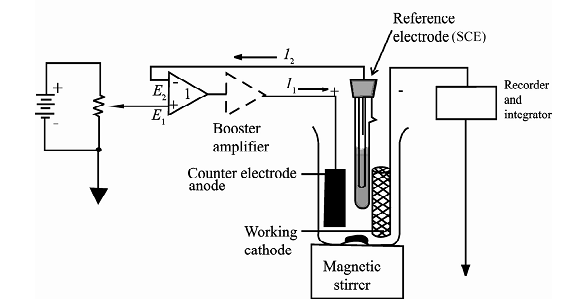 Reference
electrode (SCE)
I2
+
-
E2
-
1
+
E1
I1
+
-
Recorder
and
integrator
Booster
amplifier
Counter electrode
anode
Working
cathode
Magnetic
stirrer